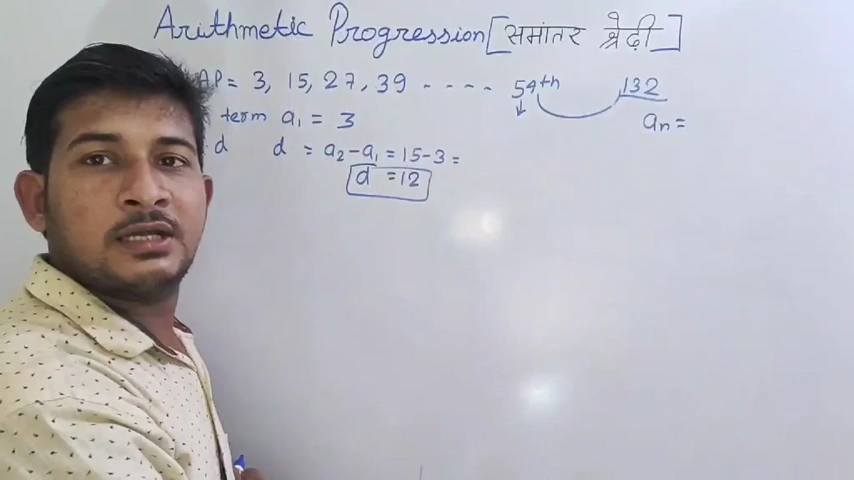 Arithmetic Progression [समांतर श्रेढ़ी]
AP = 3, 15, 27, 39 - - - - - 54th 132
term a₁ = 3 aₙ =
d d = a₂-a₁ = 15-3 =
d = 12